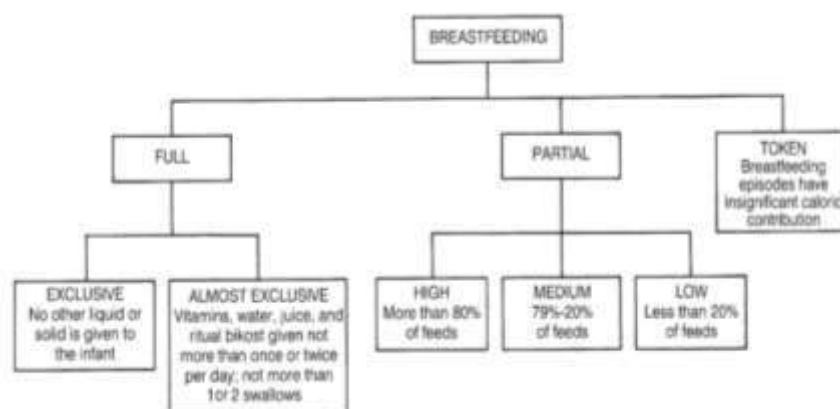 BREASTFEEDING
FULL
PARTIAL
TOKEN
Breastfeeding
episodes have
insignificant caloric
contribution
EXCLUSIVE
No other liquid or
solid is given to
the infant
ALMOST EXCLUSIVE
Vitamins, water, juice, and
ritual bikost given not
more than once or twice
per day; not more than
1 or 2 swallows
HIGH
More than 80%
of feeds
MEDIUM
79%-20%
of feeds
LOW
Less than 20%
of feeds